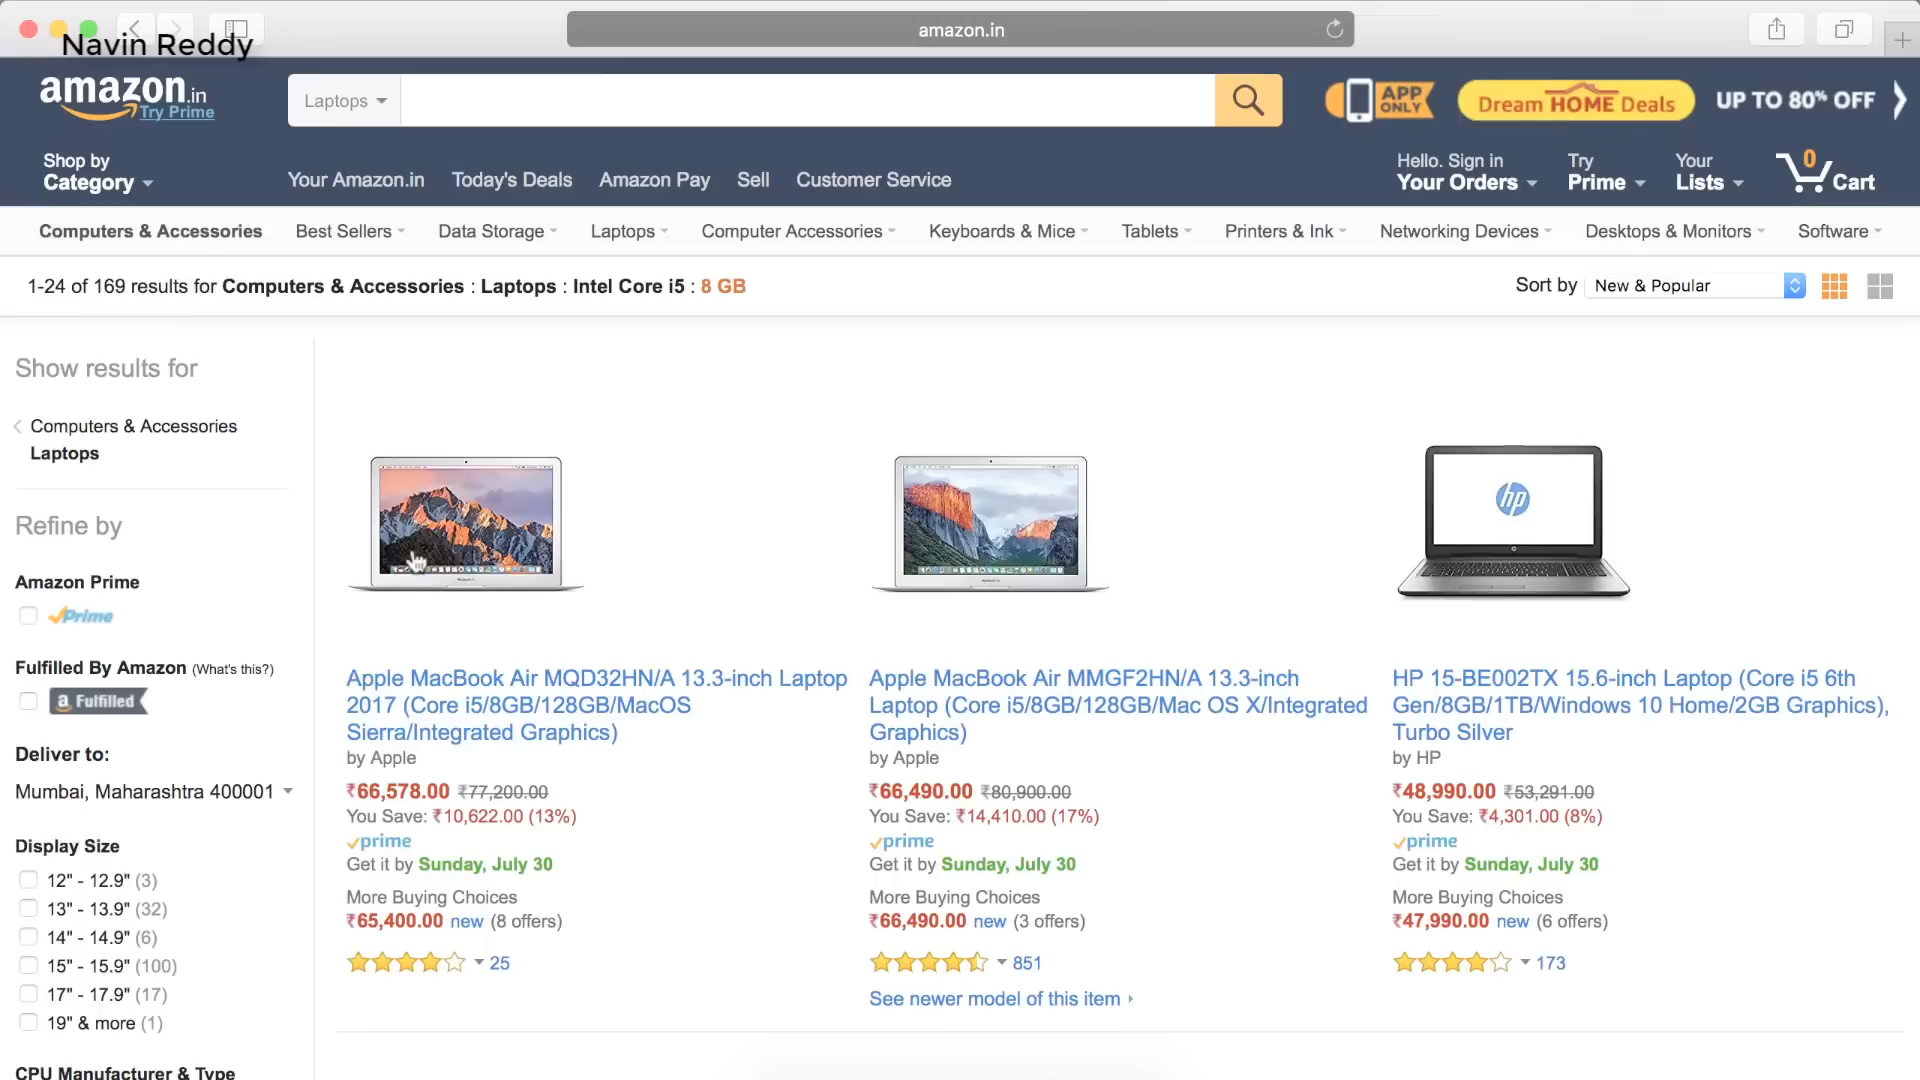 amazon.in
Navin Reddy
amazon.in
Try Prime
Laptops
APP ONLY
Dream HOME Deals
UP TO 80% OFF
Shop by
Category
Your Amazon.in
Today's Deals
Amazon Pay
Sell
Customer Service
Hello. Sign in
Your Orders
Try
Prime
Your
Lists
0
Cart
Computers & Accessories
Best Sellers
Data Storage
Laptops
Computer Accessories
Keyboards & Mice
Tablets
Printers & Ink
Networking Devices
Desktops & Monitors
Software
1-24 of 169 results for Computers & Accessories : Laptops : Intel Core i5 : 8 GB
Sort by New & Popular
Show results for
Computers & Accessories
Laptops
Refine by
Amazon Prime
Prime
Fulfilled By Amazon (What's this?)
a Fulfilled
Deliver to:
Mumbai, Maharashtra 400001
Display Size
12" - 12.9" (3)
13" - 13.9" (32)
14" - 14.9" (6)
15" - 15.9" (100)
17" - 17.9" (17)
19" & more (1)
CPU Manufacturer & Type
Apple MacBook Air MQD32HN/A 13.3-inch Laptop
2017 (Core i5/8GB/128GB/MacOS
Sierra/Integrated Graphics)
by Apple
₹66,578.00 ₹77,200.00
You Save: ₹10,622.00 (13%)
prime
Get it by Sunday, July 30
More Buying Choices
₹65,400.00 new (8 offers)
25
Apple MacBook Air MMGF2HN/A 13.3-inch
Laptop (Core i5/8GB/128GB/Mac OS X/Integrated
Graphics)
by Apple
₹66,490.00 ₹80,900.00
You Save: ₹14,410.00 (17%)
prime
Get it by Sunday, July 30
More Buying Choices
₹66,490.00 new (3 offers)
851
See newer model of this item
hp
HP 15-BE002TX 15.6-inch Laptop (Core i5 6th
Gen/8GB/1TB/Windows 10 Home/2GB Graphics),
Turbo Silver
by HP
₹48,990.00 ₹53,291.00
You Save: ₹4,301.00 (8%)
prime
Get it by Sunday, July 30
More Buying Choices
₹47,990.00 new (6 offers)
173